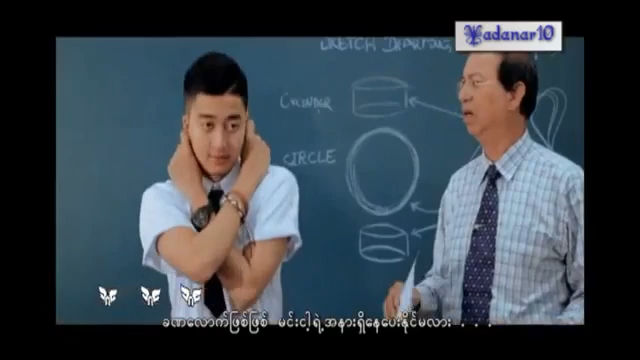 Yadanar10
SKETCH DRAWING
CYLINDER
CIRCLE
ခဏလောက်ဖြစ်ဖြစ် မင်းငါ့ရဲ့အနားရှိနေပေးနိုင်မလား . . .